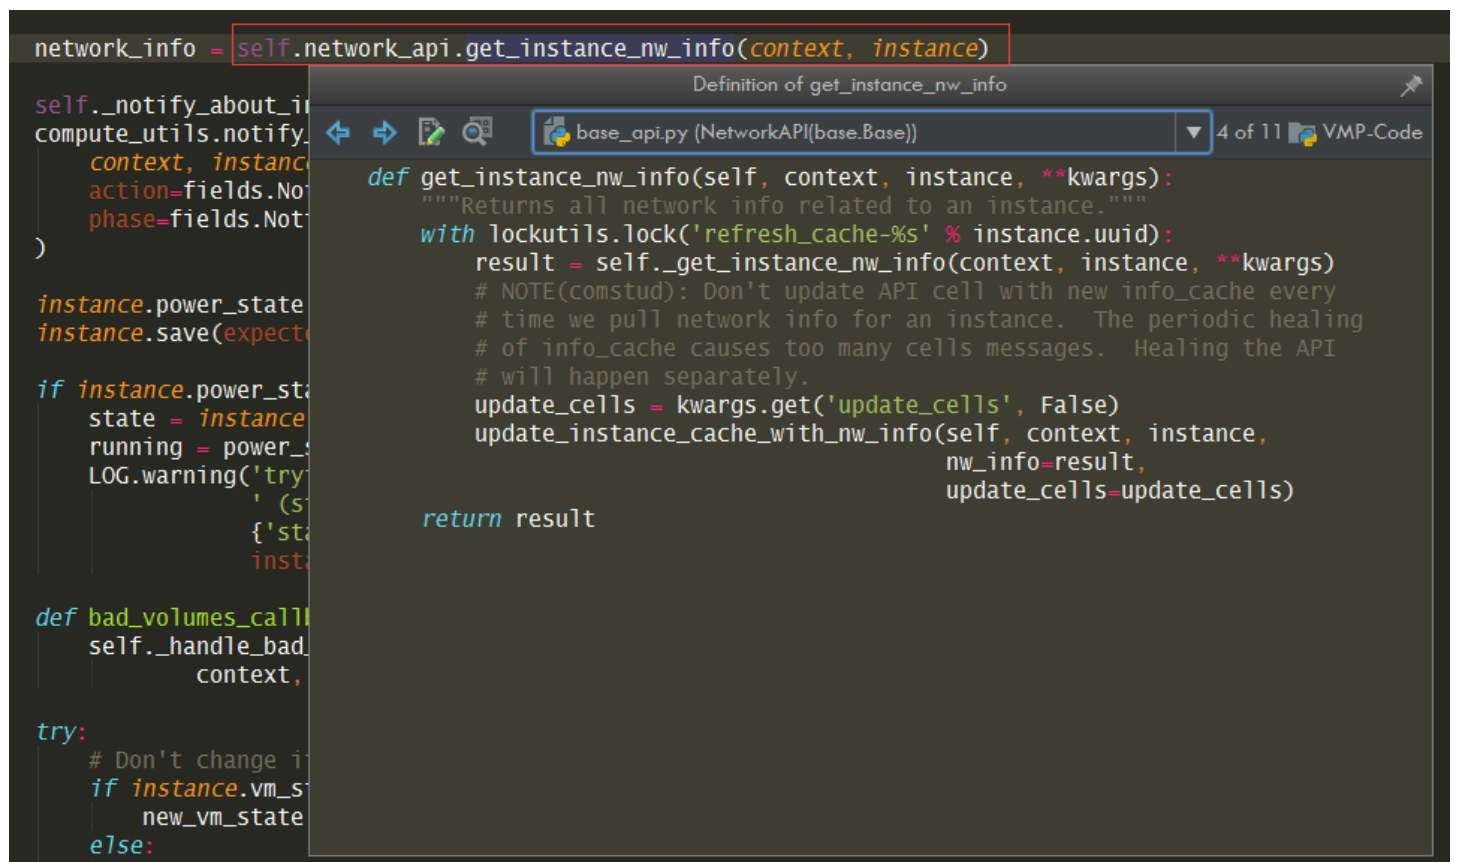 network_info = self.network_api.get_instance_nw_info(context, instance)
Definition of get_instance_nw_info
base_api.py (NetworkAPI(base.Base))
4 of 11
VMP-Code
def get_instance_nw_info(self, context, instance, **kwargs):
"""Returns all network info related to an instance."""
with lockutils.lock('refresh_cache-%s' % instance.uuid):
result = self._get_instance_nw_info(context, instance, **kwargs)
# NOTE(comstud): Don't update API cell with new info_cache every
# time we pull network info for an instance.  The periodic healing
# of info_cache causes too many cells messages.  Healing the API
# will happen separately.
update_cells = kwargs.get('update_cells', False)
update_instance_cache_with_nw_info(self, context, instance,
nw_info=result,
update_cells=update_cells)
return result
self._notify_about_i
compute_utils.notify_
context, instanc
action=fields.No
phase=fields.Not
)
instance.power_state
instance.save(expect
if instance.power_sta
state = instance
running = power_s
LOG.warning('try
' (s
{'sta
insta
def bad_volumes_call
self._handle_bad_
context,
try:
# Don't change i
if instance.vm_s
new_vm_state
else: